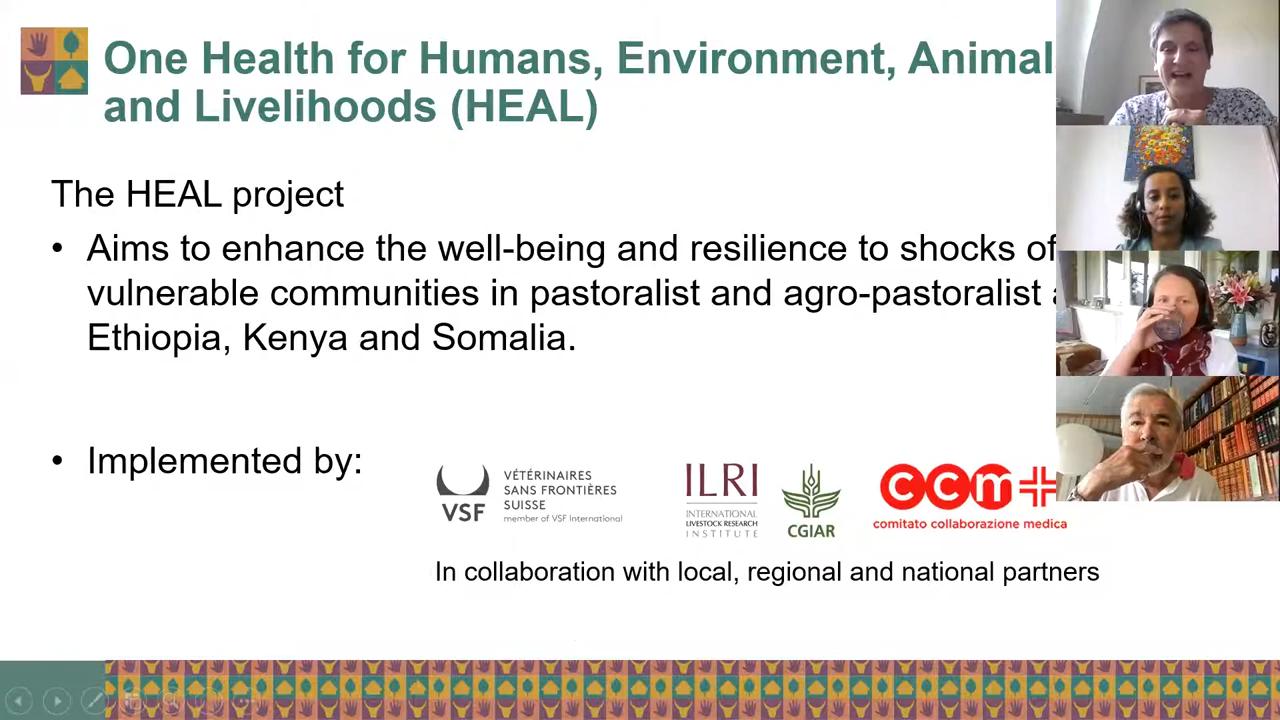 One Health for Humans, Environment, Animal
and Livelihoods (HEAL)
The HEAL project
• Aims to enhance the well-being and resilience to shocks of
vulnerable communities in pastoralist and agro-pastoralist
Ethiopia, Kenya and Somalia.
• Implemented by:
VSF
VÉTÉRINAIRES
SANS FRONTIÈRES
SUISSE
member of VSF International
ILRI
INTERNATIONAL
LIVESTOCK RESEARCH
INSTITUTE
CGIAR
ccm
comitato collaborazione medica
In collaboration with local, regional and national partners